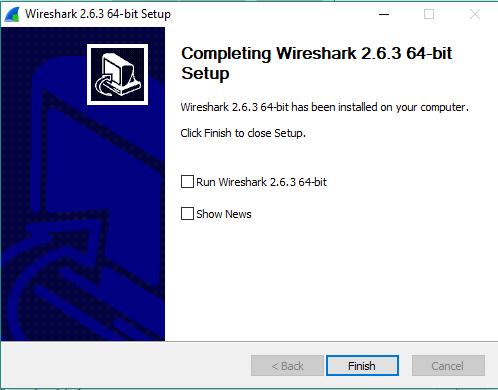 Wireshark 2.6.3 64-bit Setup
Completing Wireshark 2.6.3 64-bit
Setup
Wireshark 2.6.3 64-bit has been installed on your computer.
Click Finish to close Setup.
Run Wireshark 2.6.3 64-bit
Show News
< Back
Finish
Cancel